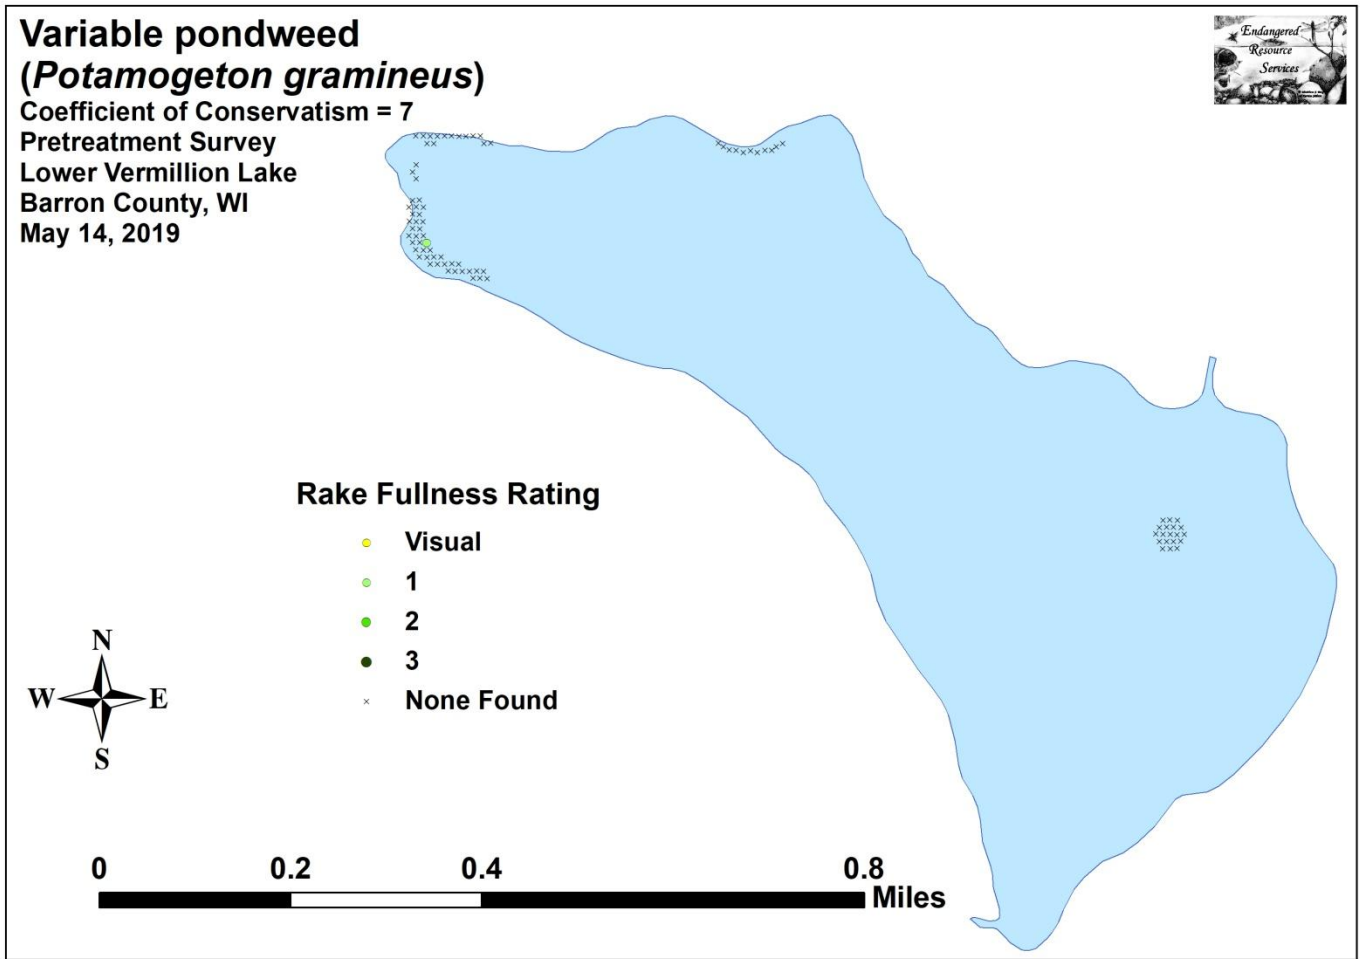 Variable pondweed
(Potamogeton gramineus)
Coefficient of Conservatism = 7
Pretreatment Survey
Lower Vermillion Lake
Barron County, WI
May 14, 2019
Endangered
Resource
Services
Rake Fullness Rating
Visual
1
2
3
None Found
N
W E
S
0 0.2 0.4 0.8
Miles